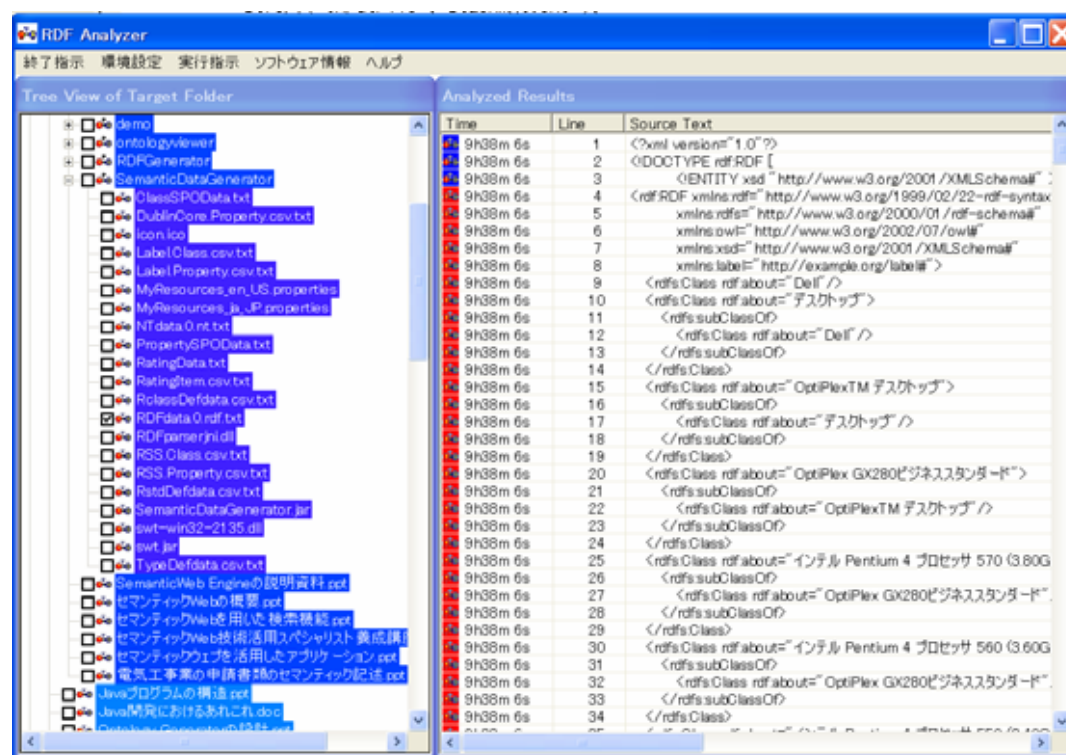 RDF Analyzer
終了指示 環境設定 実行指示 ソフトウェア情報 ヘルプ
Tree View of Target Folder
demo
ontologyviewer
RDFGenerator
SemanticDataGenerator
ClassSPOData.txt
DublinCore.Property.csv.txt
icon.ico
Label.Class.csv.txt
Label.Property.csv.txt
MyResources_en_US.properties
MyResources_ja_JP.properties
NTdata.0.nt.txt
PropertySPOData.txt
RatingData.txt
RatingItem.csv.txt
RclassDefdata.csv.txt
RDFdata.0.rdf.txt
RDFparserjni.dll
RSS.Class.csv.txt
RSS.Property.csv.txt
RstdDefdata.csv.txt
SemanticDataGenerator.jar
swt-win32-2135.dll
swt.jar
TypeDefdata.csv.txt
SemanticWeb Engineの説明資料.ppt
セマンティックWebの概要.ppt
セマンティックWebを用いた検索機能.ppt
セマンティックWeb技術活用スペシャリスト養成講
セマンティックウェブを活用したアプリケーション.ppt
電気工事業の申請書類のセマンティック記述.ppt
Javaプログラムの構造.ppt
Java開発におけるあれこれ.doc
Ontology Generatorの設計.ppt
Analyzed Results
Time Line Source Text
9h38m 6s 1 <?xml version="1.0"?>
9h38m 6s 2 <!DOCTYPE rdf:RDF [
9h38m 6s 3 <!ENTITY xsd "http://www.w3.org/2001/XMLSchema#"
9h38m 6s 4 <rdf:RDF xmlns:rdf="http://www.w3.org/1999/02/22-rdf-syntax
9h38m 6s 5 xmlns:rdfs="http://www.w3.org/2000/01/rdf-schema#"
9h38m 6s 6 xmlns:owl="http://www.w3.org/2002/07/owl#"
9h38m 6s 7 xmlns:xsd="http://www.w3.org/2001/XMLSchema#"
9h38m 6s 8 xmlns:label="http://example.org/label#">
9h38m 6s 9 <rdfs:Class rdf:about="Dell"/>
9h38m 6s 10 <rdfs:Class rdf:about="デスクトップ">
9h38m 6s 11 <rdfs:subClassOf>
9h38m 6s 12 <rdfs:Class rdf:about="Dell"/>
9h38m 6s 13 </rdfs:subClassOf>
9h38m 6s 14 </rdfs:Class>
9h38m 6s 15 <rdfs:Class rdf:about="OptiPlexTM デスクトップ">
9h38m 6s 16 <rdfs:subClassOf>
9h38m 6s 17 <rdfs:Class rdf:about="デスクトップ"/>
9h38m 6s 18 </rdfs:subClassOf>
9h38m 6s 19 </rdfs:Class>
9h38m 6s 20 <rdfs:Class rdf:about="OptiPlex GX280ビジネススタンダード">
9h38m 6s 21 <rdfs:subClassOf>
9h38m 6s 22 <rdfs:Class rdf:about="OptiPlexTM デスクトップ"/>
9h38m 6s 23 </rdfs:subClassOf>
9h38m 6s 24 </rdfs:Class>
9h38m 6s 25 <rdfs:Class rdf:about="インテル Pentium 4 プロセッサ 570 (3.80G
9h38m 6s 26 <rdfs:subClassOf>
9h38m 6s 27 <rdfs:Class rdf:about="OptiPlex GX280ビジネススタンダード"
9h38m 6s 28 </rdfs:subClassOf>
9h38m 6s 29 </rdfs:Class>
9h38m 6s 30 <rdfs:Class rdf:about="インテル Pentium 4 プロセッサ 560 (3.60G
9h38m 6s 31 <rdfs:subClassOf>
9h38m 6s 32 <rdfs:Class rdf:about="OptiPlex GX280ビジネススタンダード"
9h38m 6s 33 </rdfs:subClassOf>
9h38m 6s 34 </rdfs:Class>